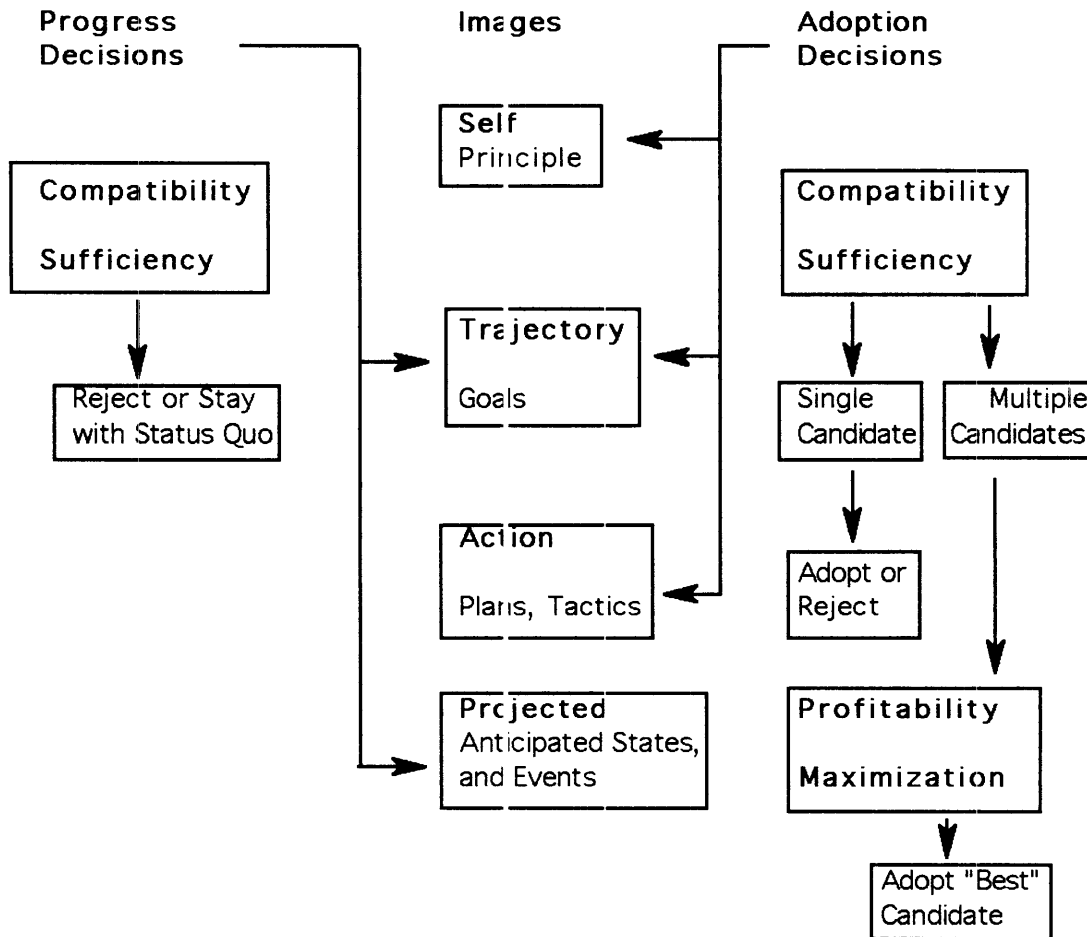 Progress
Decisions
Images
Adoption
Decisions
Self
Principle
Compatibility
Sufficiency
Compatibility
Sufficiency
Trajectory
Goals
Reject or Stay
with Status Quo
Single
Candidate
Multiple
Candidates
Action
Plans, Tactics
Adopt or
Reject
Projected
Anticipated States,
and Events
Profitability
Maximization
Adopt "Best"
Candidate